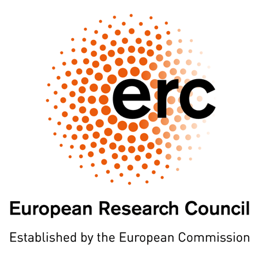 erc
European Research Council
Established by the European Commission